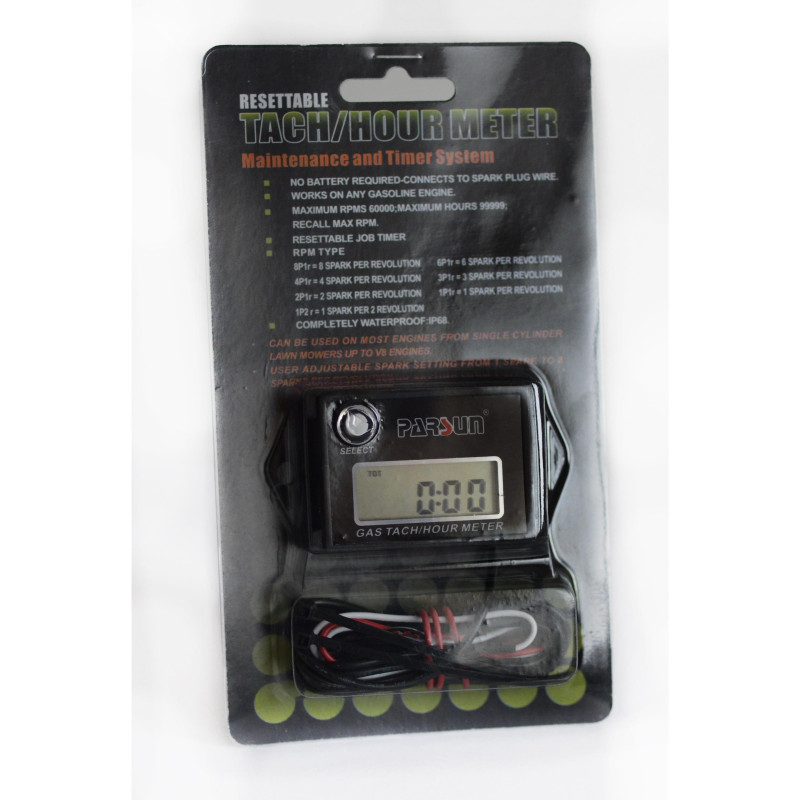 RESETTABLE
TACH/HOUR METER
Maintenance and Timer System
NO BATTERY REQUIRED-CONNECTS TO SPARK PLUG WIRE.
WORKS ON ANY GASOLINE ENGINE.
MAXIMUM RPMS 60000;MAXIMUM HOURS 99999;
RECALL MAX RPM.
RESETTABLE JOB TIMER
RPM TYPE
8P1r = 8 SPARK PER REVOLUTION 6P1r = 6 SPARK PER REVOLUTION
4P1r = 4 SPARK PER REVOLUTION 3P1r = 3 SPARK PER REVOLUTION
2P1r = 2 SPARK PER REVOLUTION 1P1r = 1 SPARK PER REVOLUTION
1P2 r = 1 SPARK PER 2 REVOLUTION
COMPLETELY WATERPROOF:IP68.
CAN BE USED ON MOST ENGINES FROM SINGLE CYLINDER
LAWN MOWERS UP TO V8 ENGINES.
USER ADJUSTABLE SPARK SETTING FROM 1 SPARK TO 8
PARSUN®
SELECT
TOT
0:00
GAS TACH/HOUR METER